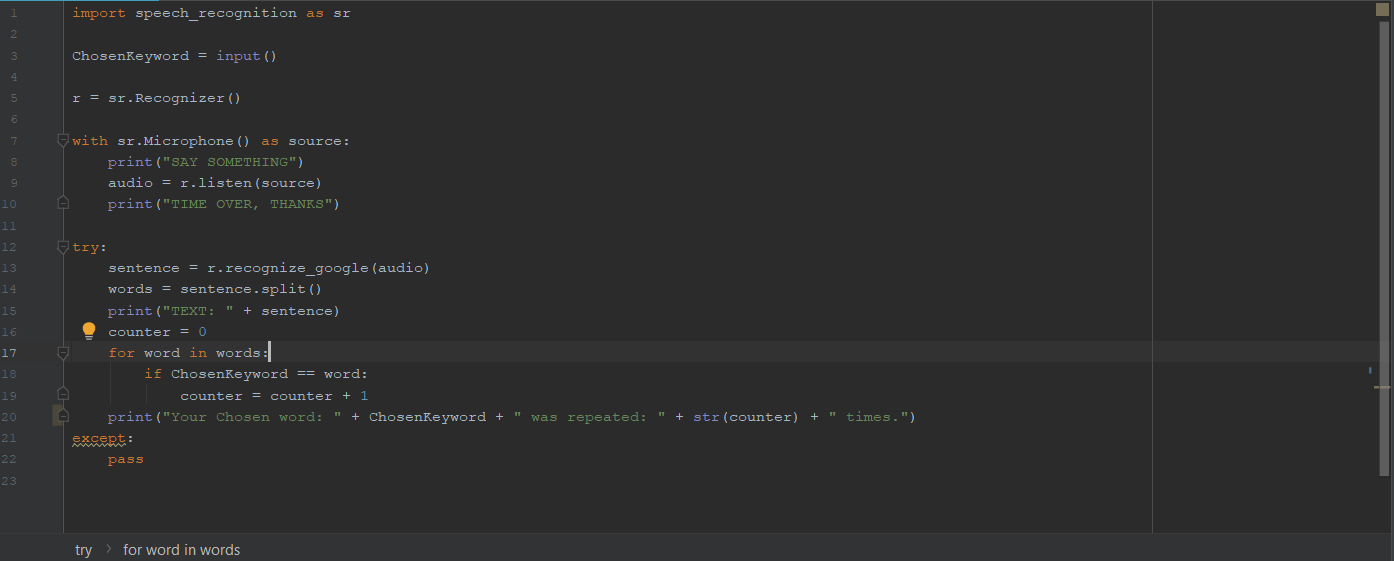 1 import speech_recognition as sr
2
3 ChosenKeyword = input()
4
5 r = sr.Recognizer()
6
7 with sr.Microphone() as source:
8     print("SAY SOMETHING")
9     audio = r.listen(source)
10     print("TIME OVER, THANKS")
11
12 try:
13     sentence = r.recognize_google(audio)
14     words = sentence.split()
15     print("TEXT: " + sentence)
16     counter = 0
17     for word in words:
18         if ChosenKeyword == word:
19             counter = counter + 1
20     print("Your Chosen word: " + ChosenKeyword + " was repeated: " + str(counter) + " times.")
21 except:
22     pass
23
try > for word in words